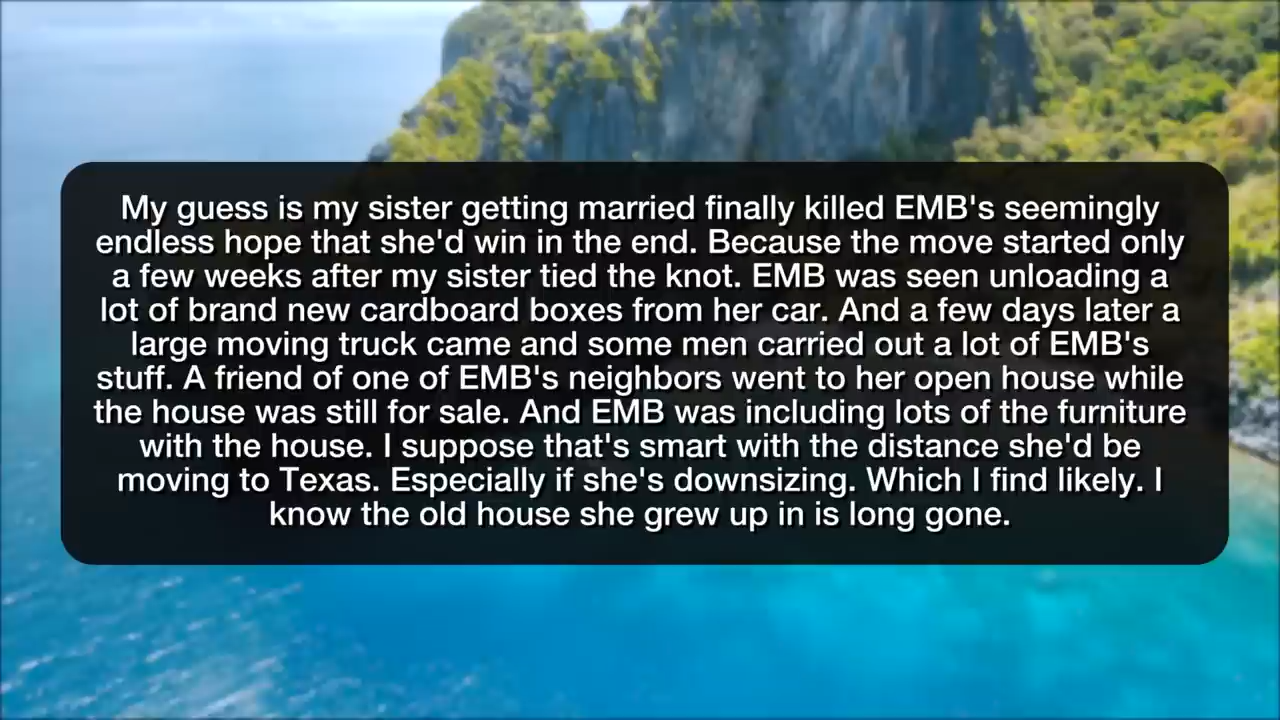 My guess is my sister getting married finally killed EMB's seemingly
endless hope that she'd win in the end. Because the move started only
a few weeks after my sister tied the knot. EMB was seen unloading a
lot of brand new cardboard boxes from her car. And a few days later a
large moving truck came and some men carried out a lot of EMB's
stuff. A friend of one of EMB's neighbors went to her open house while
the house was still for sale. And EMB was including lots of the furniture
with the house. I suppose that's smart with the distance she'd be
moving to Texas. Especially if she's downsizing. Which I find likely. I
know the old house she grew up in is long gone.